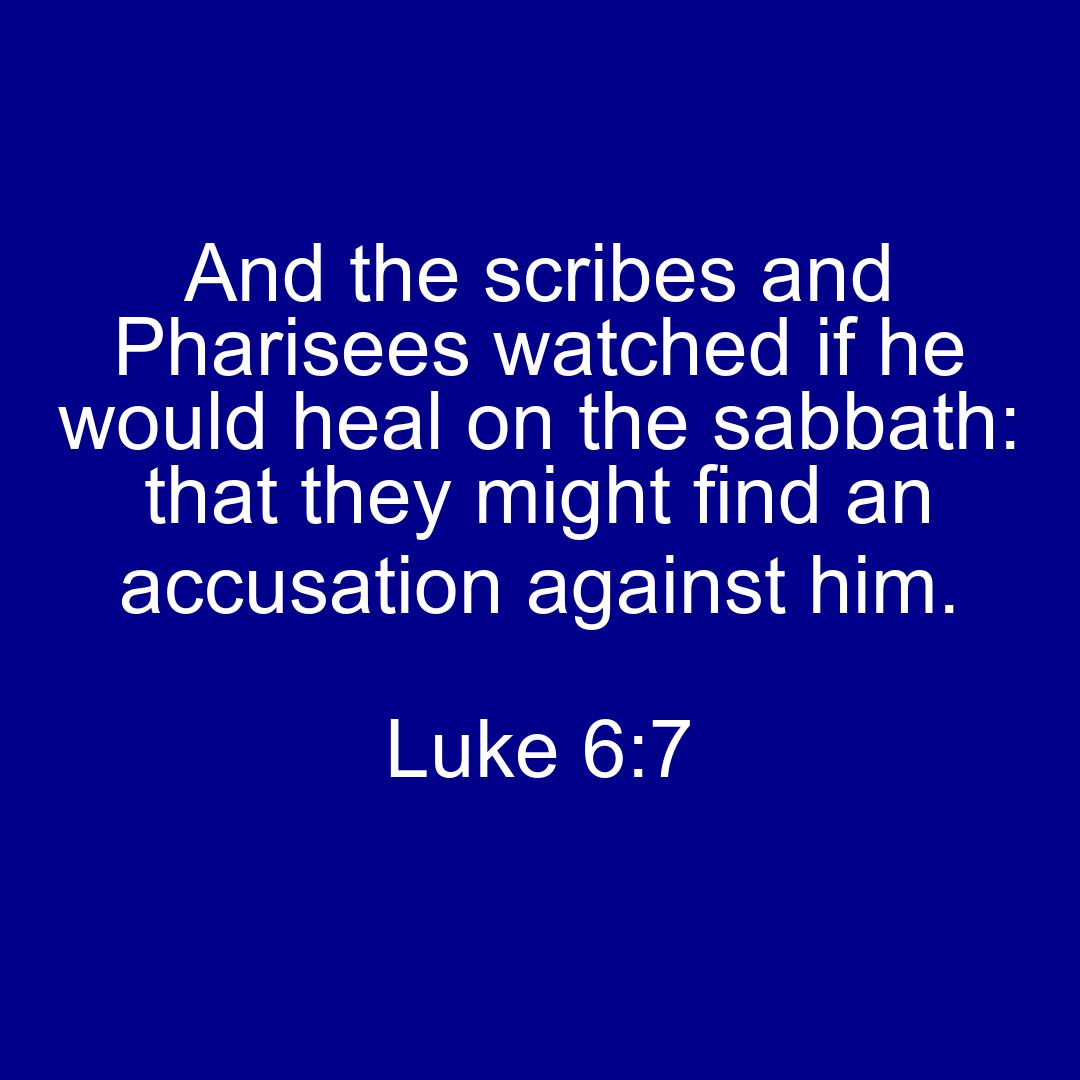 And the scribes and
Pharisees watched if he
would heal on the sabbath:
that they might find an
accusation against him.
Luke 6:7